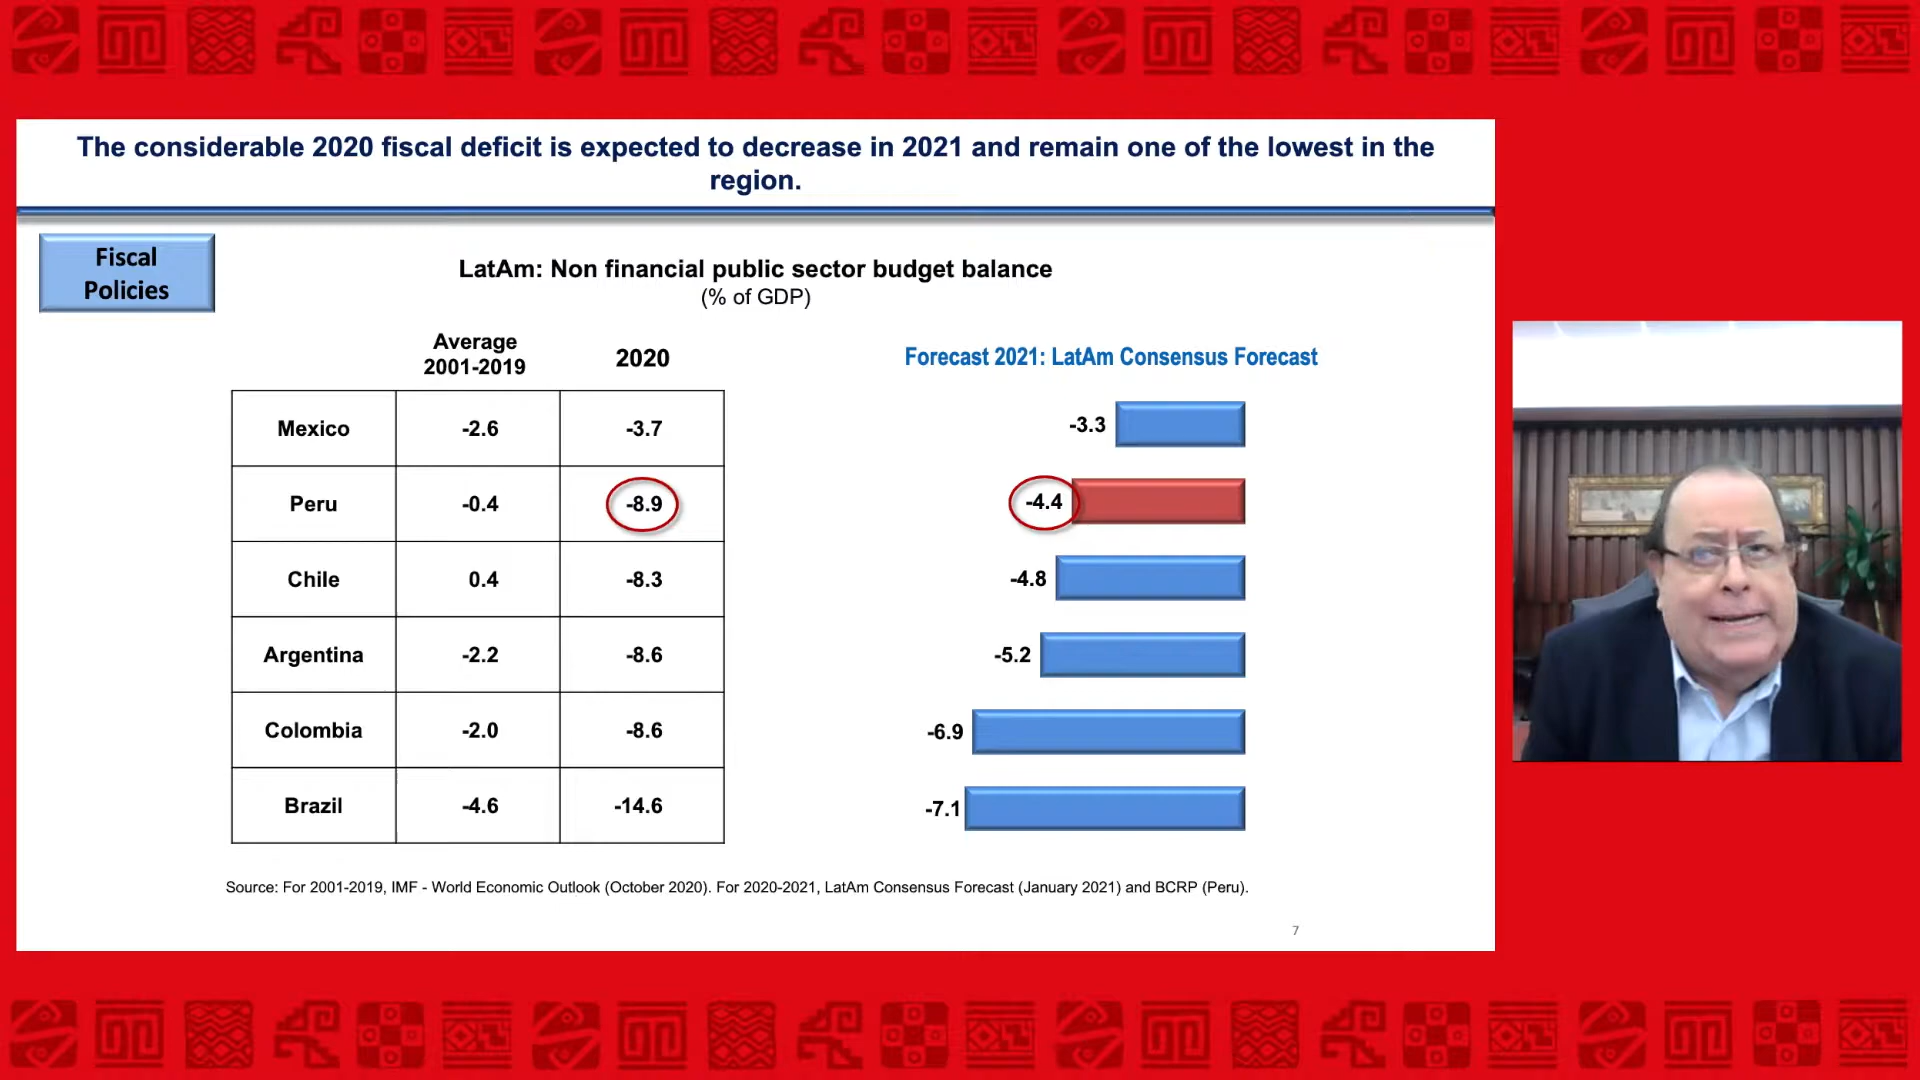 The considerable 2020 fiscal deficit is expected to decrease in 2021 and remain one of the lowest in the
region.
Fiscal
Policies
LatAm: Non financial public sector budget balance
(% of GDP)
Average
2001-2019
2020
Forecast 2021: LatAm Consensus Forecast
Mexico -2.6 -3.7 -3.3
Peru -0.4 -8.9 -4.4
Chile 0.4 -8.3 -4.8
Argentina -2.2 -8.6 -5.2
Colombia -2.0 -8.6 -6.9
Brazil -4.6 -14.6 -7.1
Source: For 2001-2019, IMF - World Economic Outlook (October 2020). For 2020-2021, LatAm Consensus Forecast (January 2021) and BCRP (Peru).
7